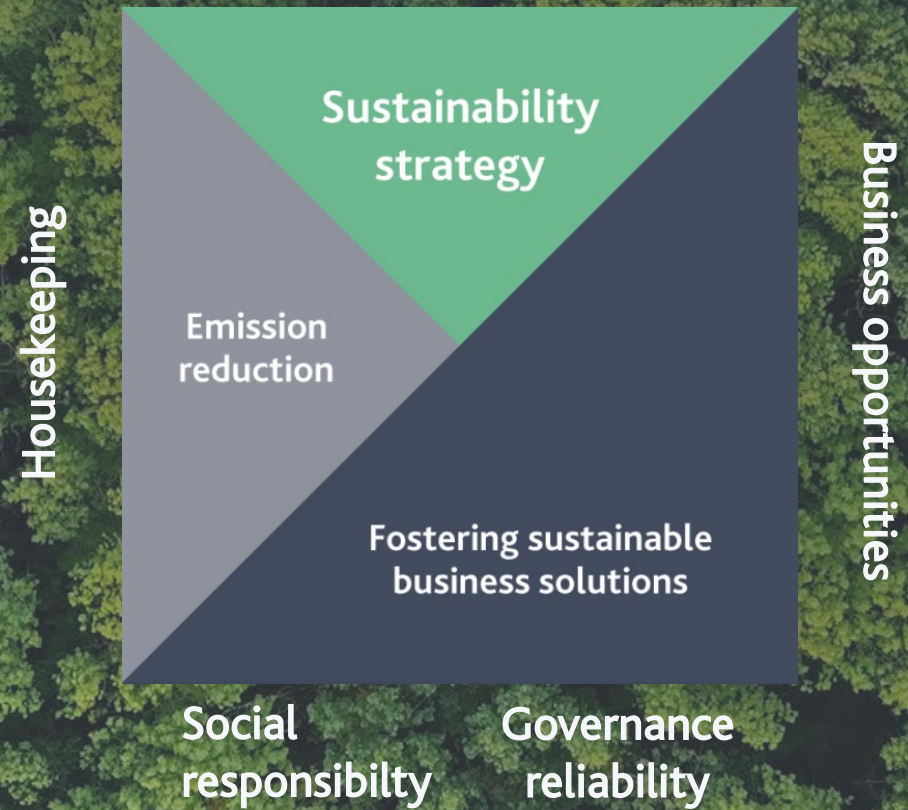 Sustainability
strategy
Housekeeping
Business opportunities
Emission
reduction
Fostering sustainable
business solutions
Social
responsibilty
Governance
reliability